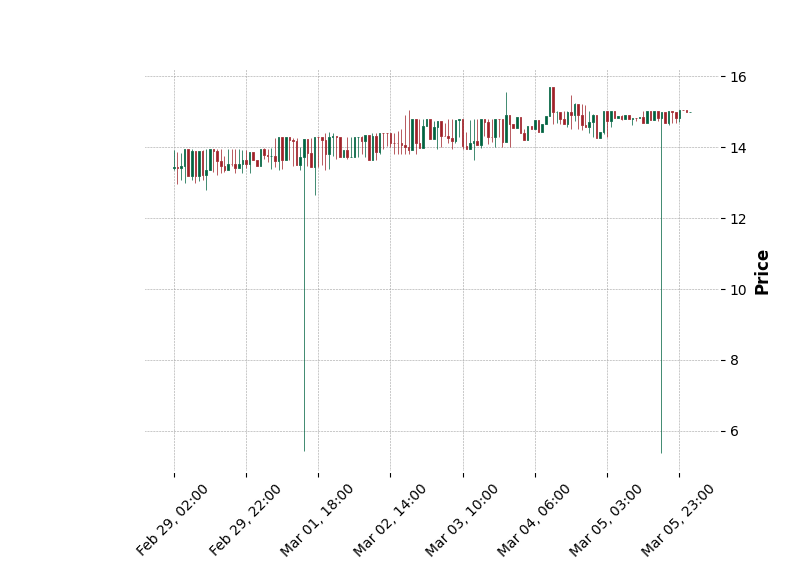 16
14
12
10
8
6
Price
Feb 29, 02:00
Feb 29, 22:00
Mar 01, 18:00
Mar 02, 14:00
Mar 03, 10:00
Mar 04, 06:00
Mar 05, 03:00
Mar 05, 23:00